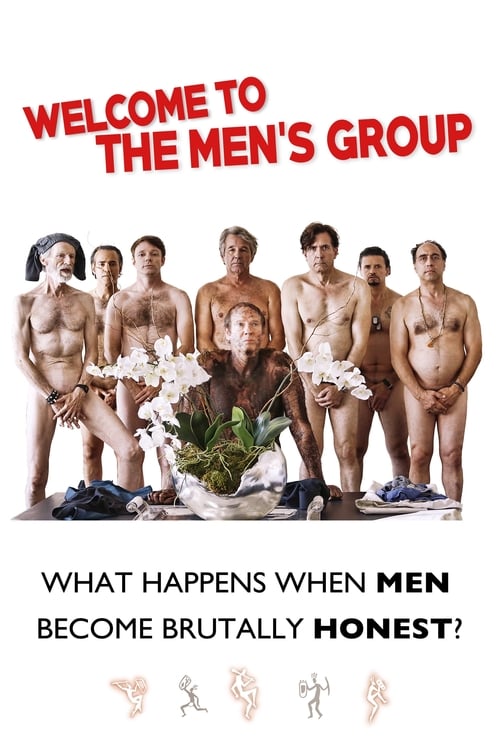 WELCOME TO
THE MEN'S GROUP
WHAT HAPPENS WHEN MEN
BECOME BRUTALLY HONEST?